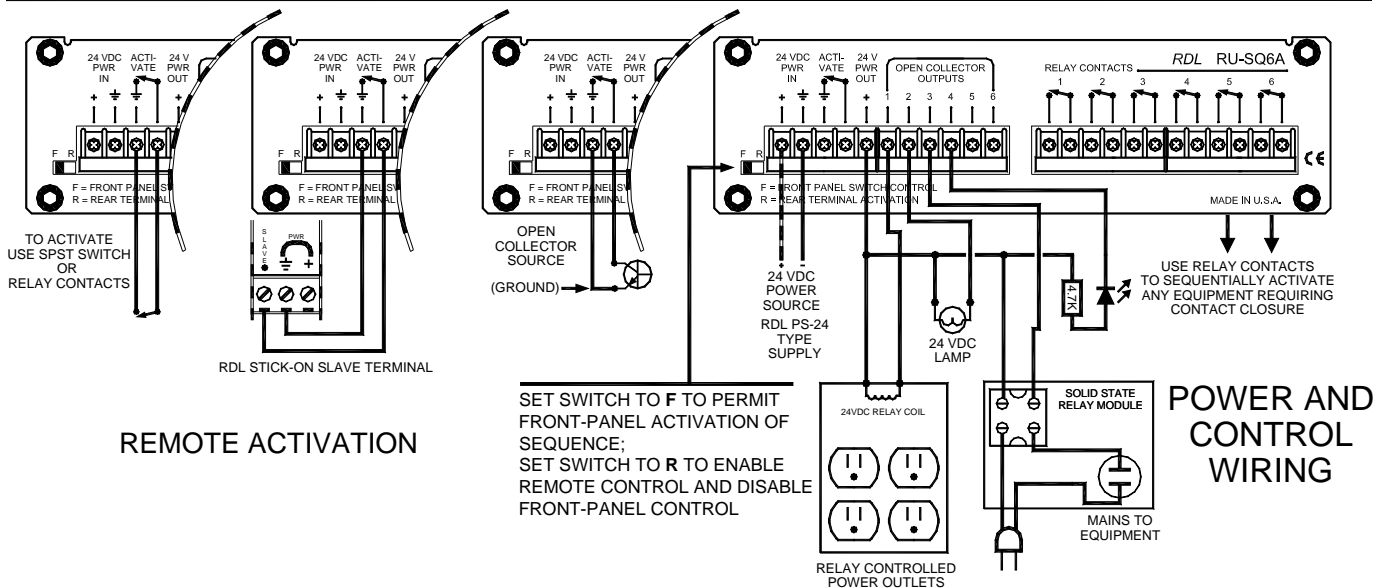 24 VDC PWR IN
ACTI-VATE
24 V PWR OUT
+
+
F R
F = FRONT PANEL SW
R = REAR TERMINAL
TO ACTIVATE
USE SPST SWITCH
OR
RELAY CONTACTS
24 VDC PWR IN
ACTI-VATE
24 V PWR OUT
+
+
F R
F = FRONT PANEL SW
R = REAR TERMINAL
SLAVE
PWR
+
RDL STICK-ON SLAVE TERMINAL
REMOTE ACTIVATION
24 VDC PWR IN
ACTI-VATE
24 V PWR OUT
+
+
F R
F = FRONT PANEL SW
R = REAR TERMINAL
OPEN
COLLECTOR
SOURCE
(GROUND)
24 VDC PWR IN
ACTI-VATE
24 V PWR OUT
+
+
OPEN COLLECTOR
OUTPUTS
1 2 3 4 5 6
RELAY CONTACTS
RDL RU-SQ6A
1 2 3 4 5 6
F R
F = FRONT PANEL SWITCH CONTROL
R = REAR TERMINAL ACTIVATION
CE
MADE IN U.S.A.
+ -
24 VDC
POWER
SOURCE
RDL PS-24
TYPE
SUPPLY
24 VDC
LAMP
4.7K
USE RELAY CONTACTS
TO SEQUENTIALLY ACTIVATE
ANY EQUIPMENT REQUIRING
CONTACT CLOSURE
SET SWITCH TO F TO PERMIT
FRONT-PANEL ACTIVATION OF
SEQUENCE;
SET SWITCH TO R TO ENABLE
REMOTE CONTROL AND DISABLE
FRONT-PANEL CONTROL
24VDC RELAY COIL
RELAY CONTROLLED
POWER OUTLETS
SOLID STATE
RELAY MODULE
MAINS TO
EQUIPMENT
POWER AND
CONTROL
WIRING